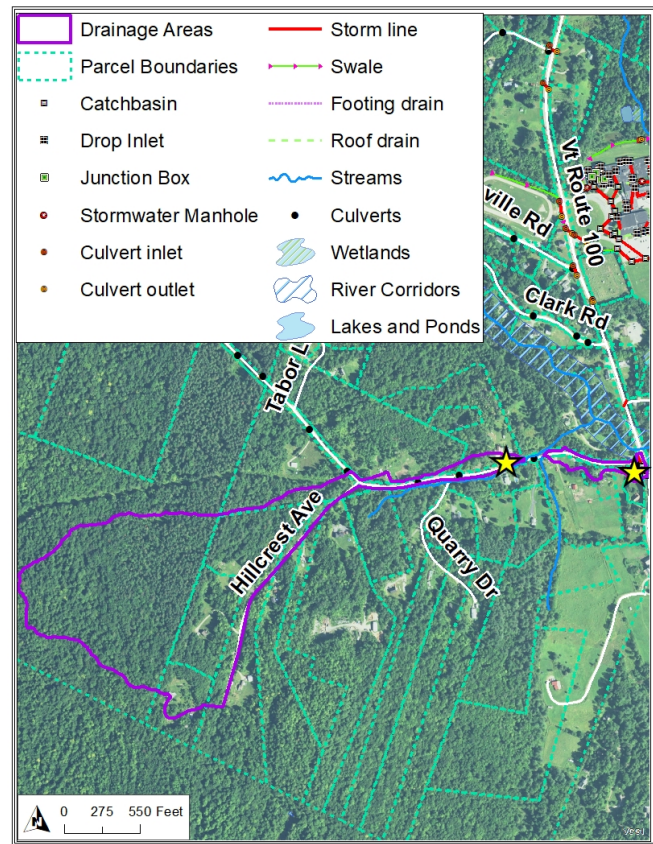 Drainage Areas
Parcel Boundaries
Catchbasin
Drop Inlet
Junction Box
Stormwater Manhole
Culvert inlet
Culvert outlet
Storm line
Swale
Footing drain
Roof drain
Streams
Culverts
Wetlands
River Corridors
Lakes and Ponds
Vt Route 100
ville Rd
Clark Rd
Tabor L
Hillcrest Ave
Quarry Dr
N
0 275 550 Feet